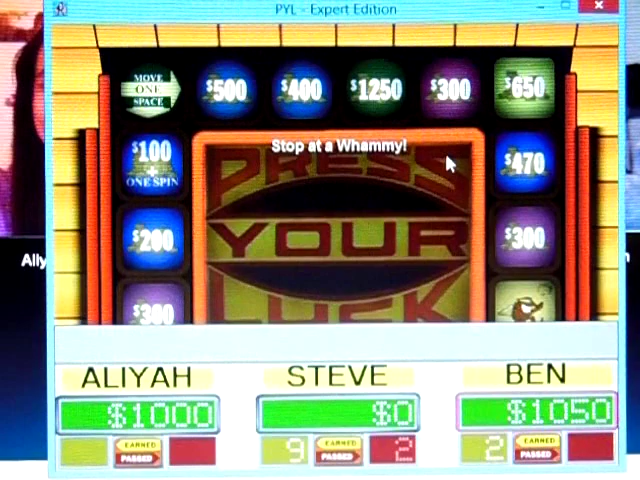 PYL - Expert Edition
MOVE
ONE
SPACE
$500
$400
$1250
$300
$650
$100
+
ONE SPIN
Stop at a Whammy!
$470
PRESS
YOUR
LUCK
$200
$300
$300
Ally
n
ALIYAH
STEVE
BEN
$1000
$0
$1050
EARNED
PASSED
9
EARNED
PASSED
2
2
EARNED
PASSED